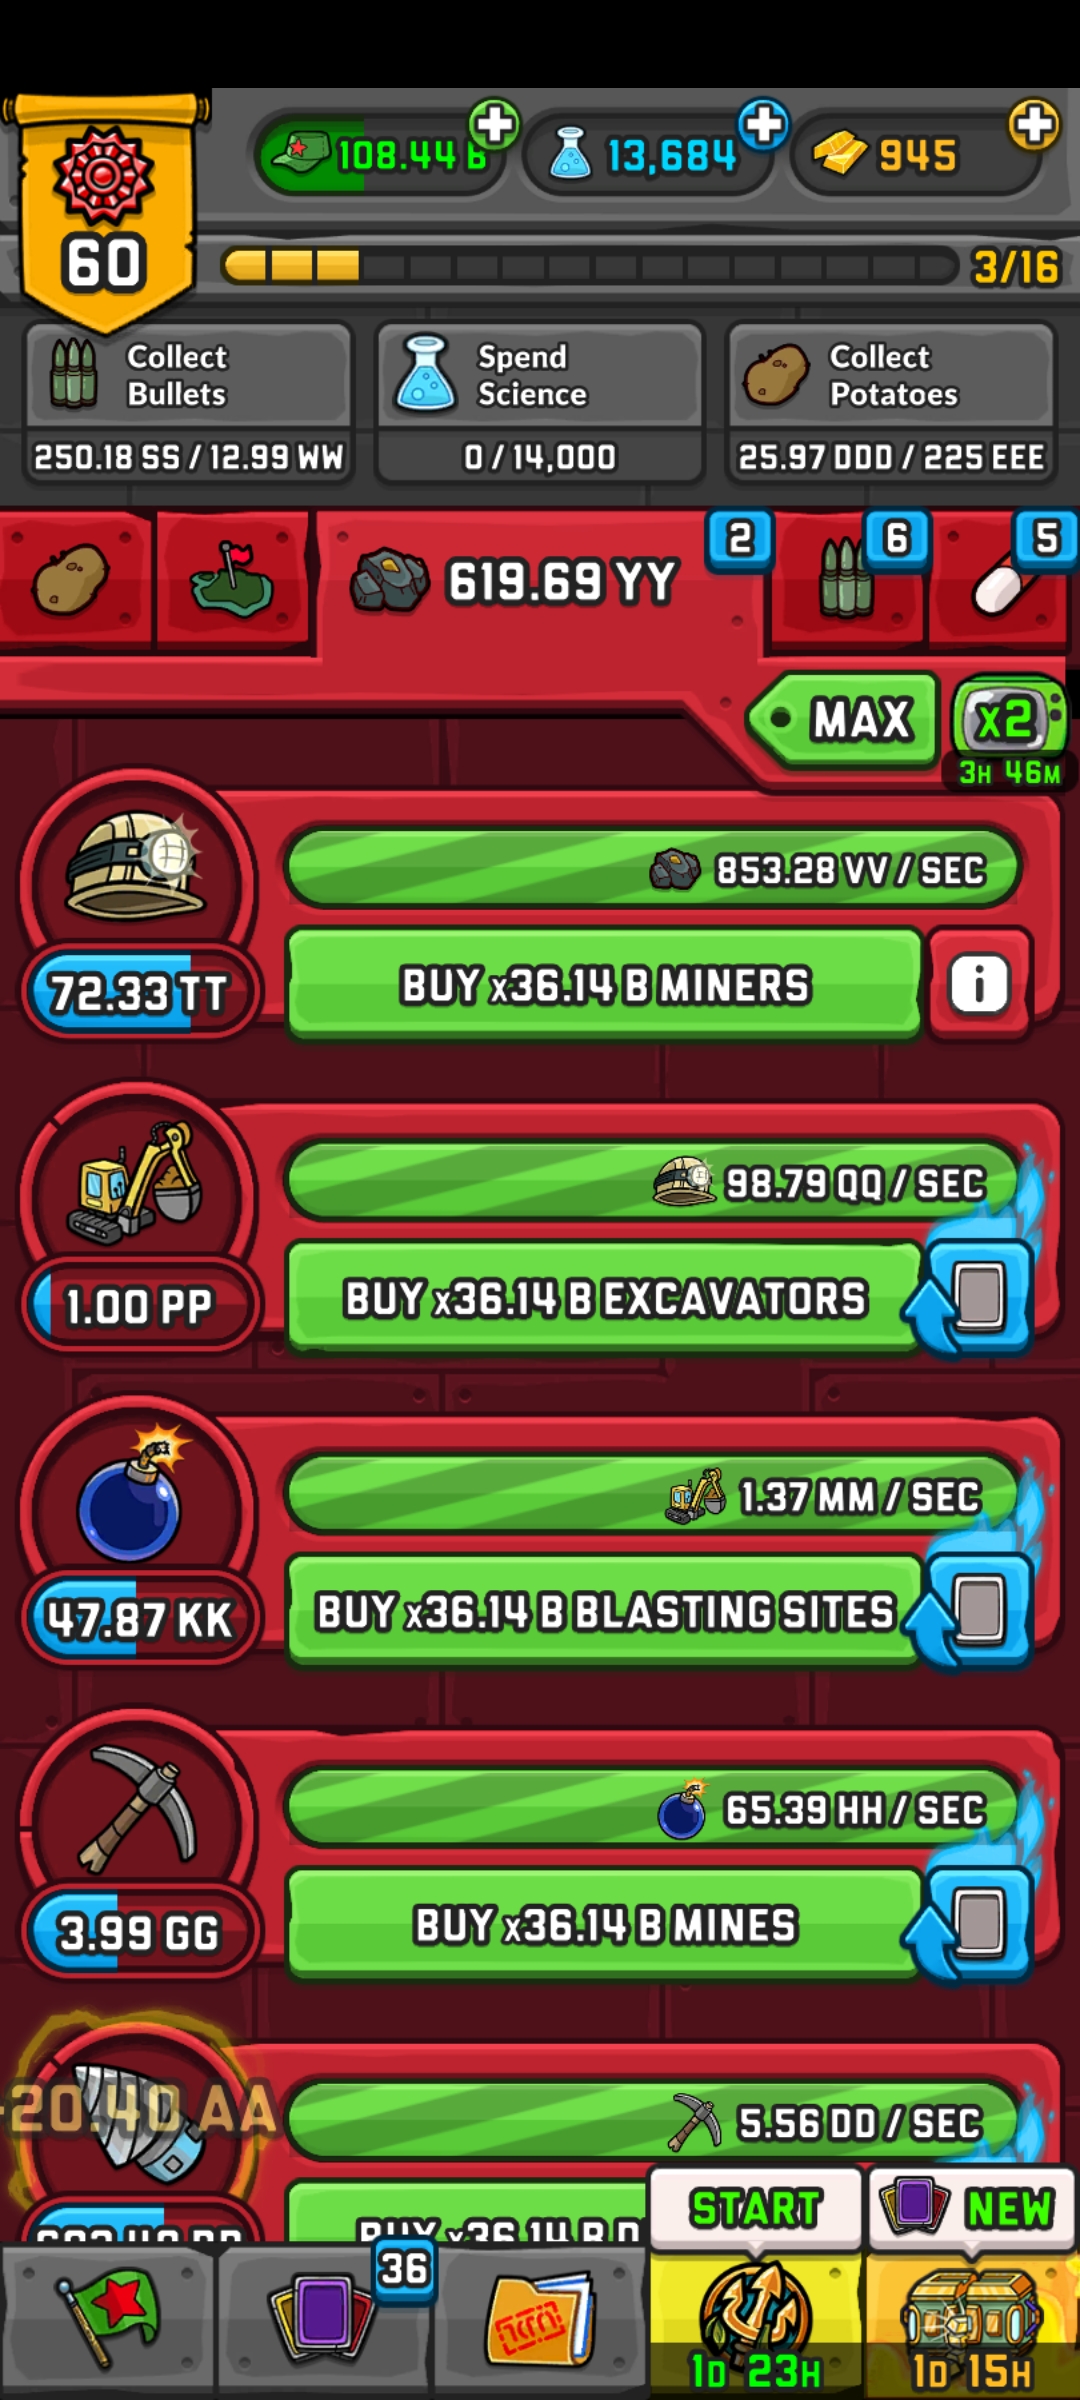 108.44 B
13,684
945
60
3/16
Collect
Bullets
250.18 SS / 12.99 WW
Spend
Science
0 / 14,000
Collect
Potatoes
25.97 DDD / 225 EEE
619.69 YY
2
6
5
MAX
x2
3H 46M
853.28 VV / SEC
72.33 TT
BUY x36.14 B MINERS
i
98.79 QQ / SEC
1.00 PP
BUY x36.14 B EXCAVATORS
1.37 MM / SEC
47.87 KK
BUY x36.14 B BLASTING SITES
65.39 HH / SEC
3.99 GG
BUY x36.14 B MINES
20.40 AA
5.56 DD / SEC
BUY x36.14 B
START
NEW
36
1D 23H
1D 15H